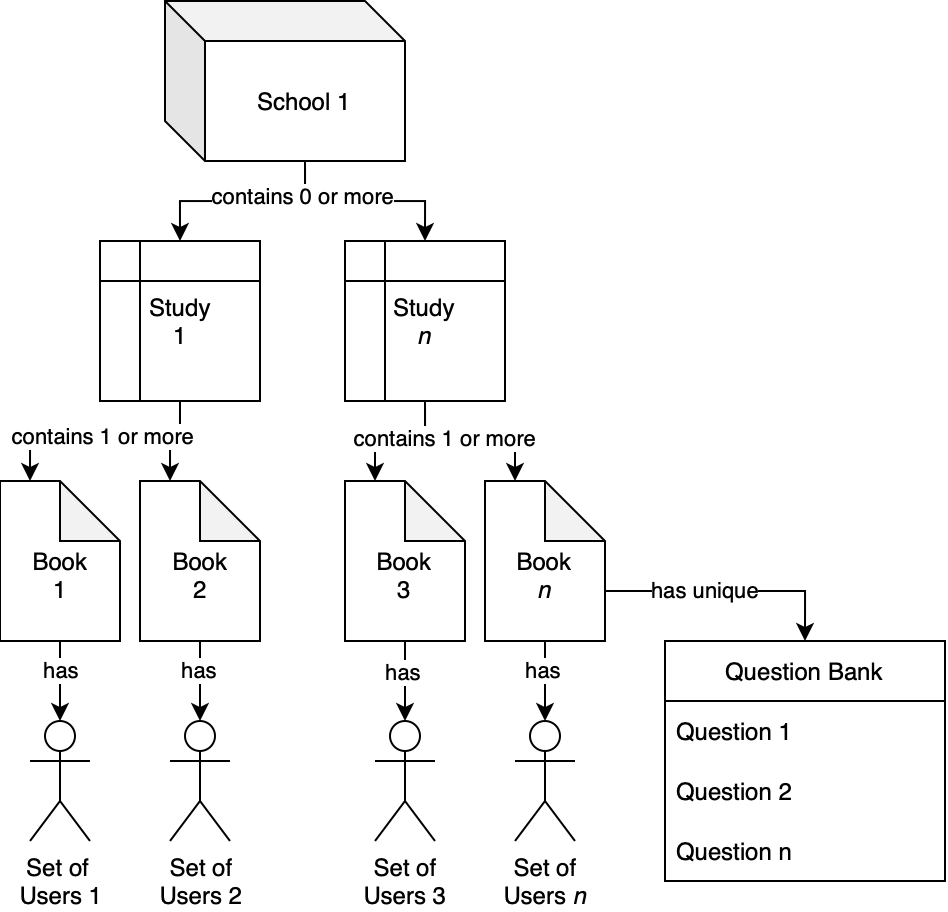 School 1
contains 0 or more
Study
1
Study
n
contains 1 or more
contains 1 or more
Book
1
Book
2
Book
3
Book
n
has unique
has
has
has
has
Question Bank
Question 1
Question 2
Question n
Set of
Users 1
Set of
Users 2
Set of
Users 3
Set of
Users n